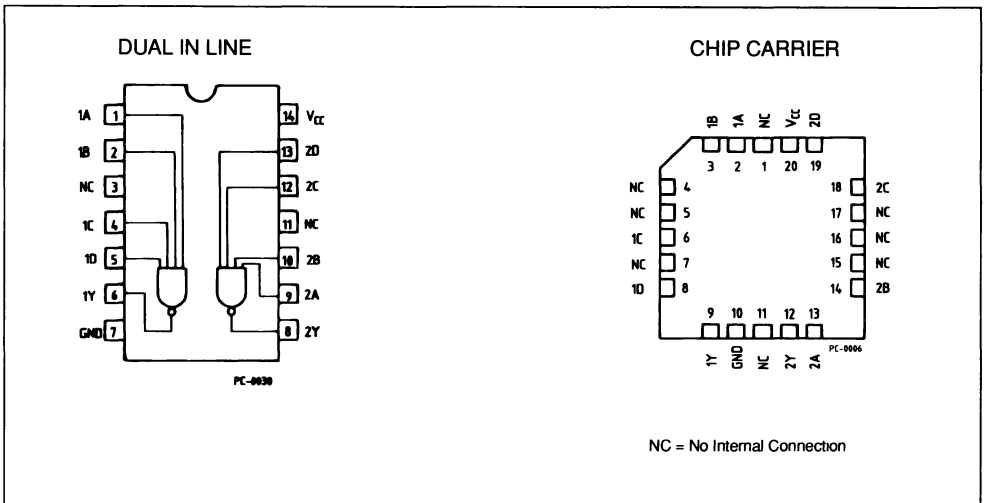 DUAL IN LINE
1A 1
1B 2
NC 3
1C 4
1D 5
1Y 6
GND 7
14 VCC
13 2D
12 2C
11 NC
10 2B
9 2A
8 2Y
PC-0030
CHIP CARRIER
1B 1A NC VCC 2D
3 2 1 20 19
NC 4
NC 5
1C 6
NC 7
1D 8
18 2C
17 NC
16 NC
15 NC
14 2B
9 10 11 12 13
1Y GND NC 2Y 2A
PC-0006
NC = No Internal Connection